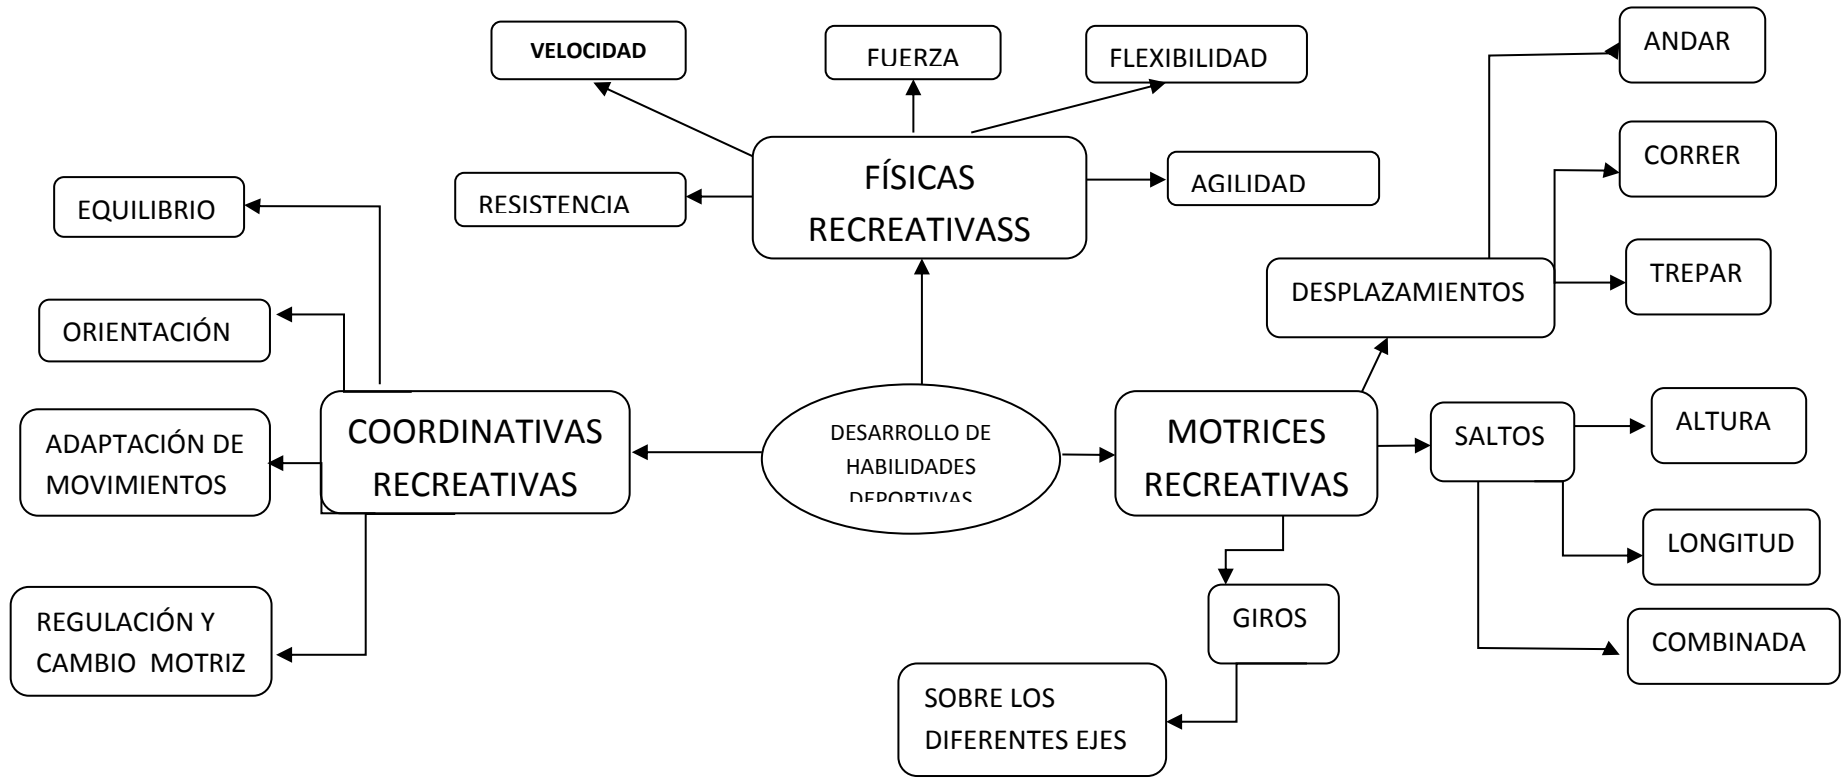 VELOCIDAD
FUERZA
FLEXIBILIDAD
ANDAR
CORRER
FÍSICAS
RECREATIVASS
RESISTENCIA
AGILIDAD
EQUILIBRIO
TREPAR
DESPLAZAMIENTOS
ORIENTACIÓN
COORDINATIVAS
RECREATIVAS
DESARROLLO DE
HABILIDADES
DEPORTIVAS
MOTRICES
RECREATIVAS
SALTOS
ALTURA
ADAPTACIÓN DE
MOVIMIENTOS
LONGITUD
REGULACIÓN Y
CAMBIO  MOTRIZ
GIROS
COMBINADA
SOBRE LOS
DIFERENTES EJES